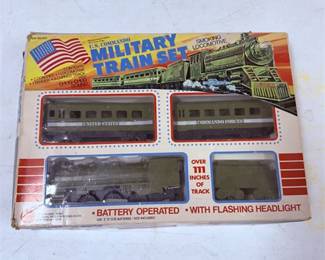 U.S. COMMAND
MILITARY
TRAIN SET
SMOKING
LOCOMOTIVE
UNITED STATES
COMMAND FORCES
OVER
111
INCHES
OF TRACK
• BATTERY OPERATED • WITH FLASHING HEADLIGHT